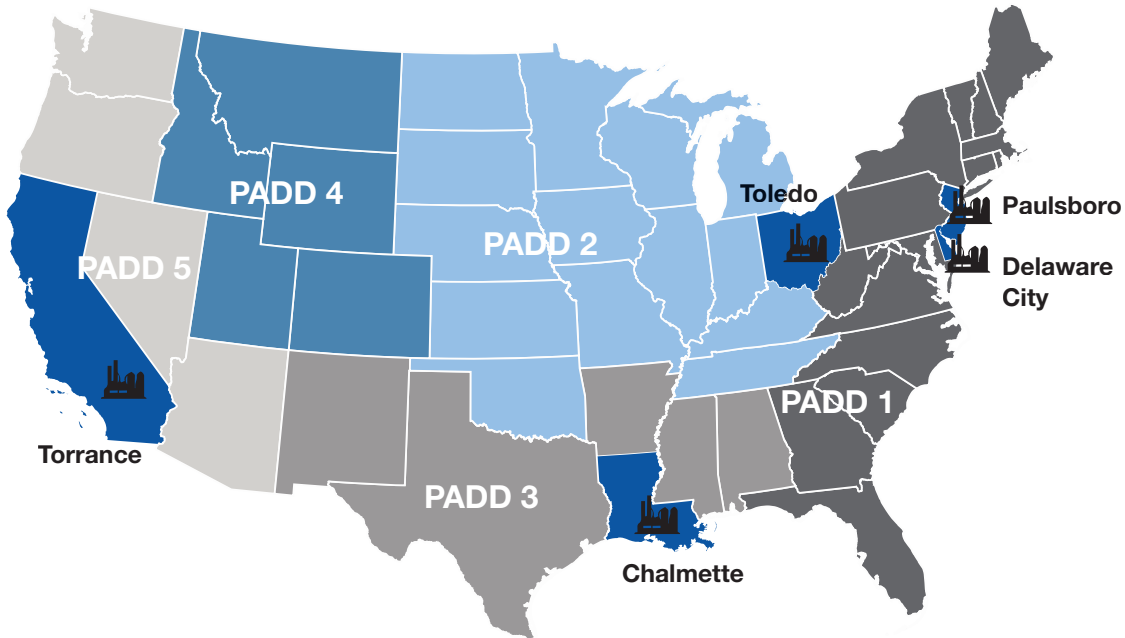 Toledo
PADD 4
Paulsboro
PADD 2
PADD 5
Delaware
City
PADD 1
Torrance
PADD 3
Chalmette